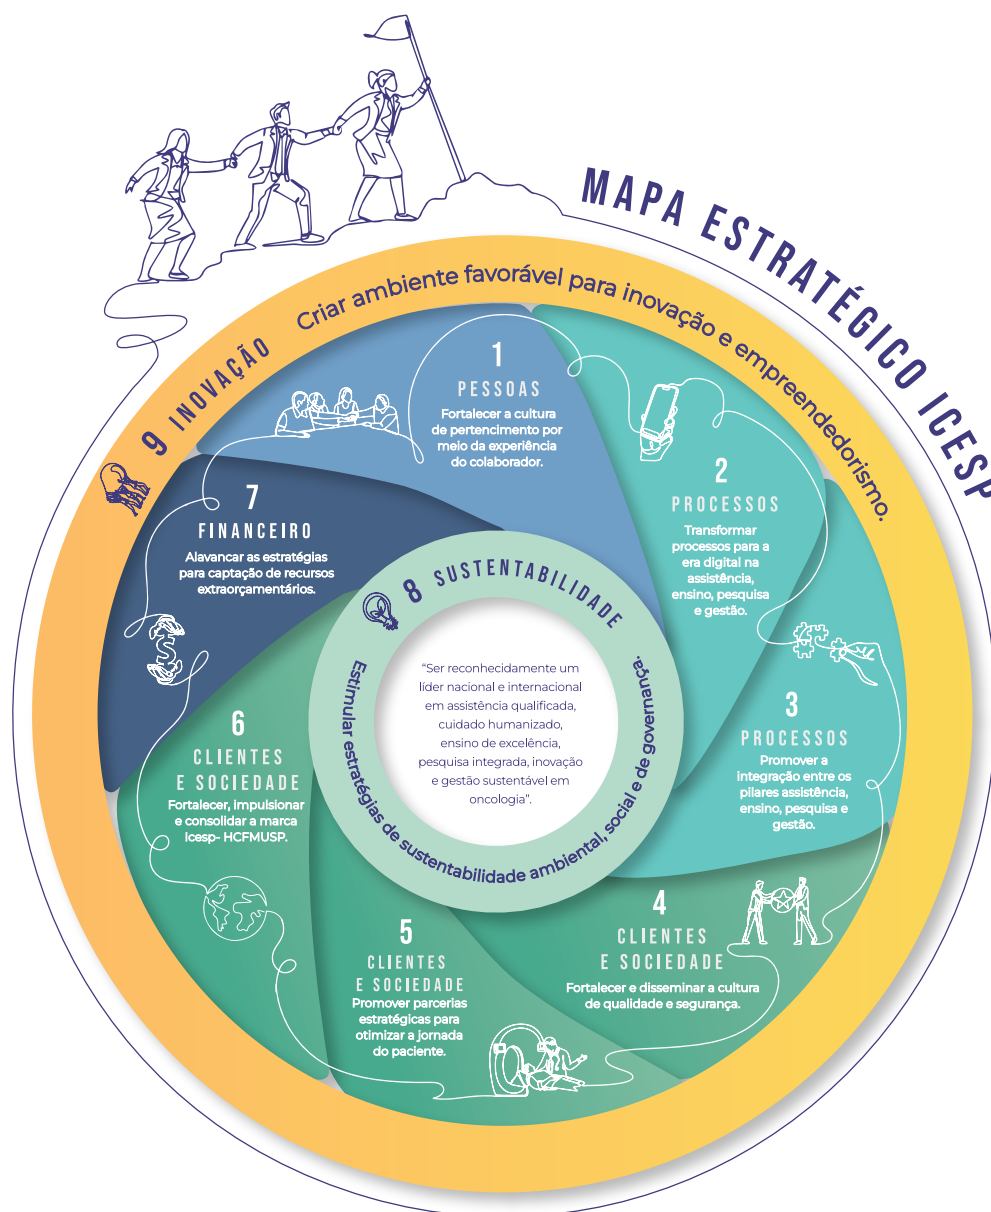 MAPA ESTRATÉGICO ICESP
9 INOVAÇÃO
Criar ambiente favorável para inovação e empreendedorismo.
1
PESSOAS
Fortalecer a cultura
de pertencimento por
meio da experiência
do colaborador.
2
PROCESSOS
Transformar
processos para a
era digital na
assistência,
ensino, pesquisa
e gestão.
3
PROCESSOS
Promover a
integração entre os
pilares assistência,
ensino, pesquisa e
gestão.
4
CLIENTES
E SOCIEDADE
Fortalecer e disseminar a cultura
de qualidade e segurança.
5
CLIENTES
E SOCIEDADE
Promover parcerias
estratégicas para
otimizar a jornada
do paciente.
6
CLIENTES
E SOCIEDADE
Fortalecer, impulsionar
e consolidar a marca
Icesp- HCFMUSP.
7
FINANCEIRO
Alavancar as estratégias
para captação de recursos
extraorçamentários.
8 SUSTENTABILIDADE
Estimular estratégias de sustentabilidade ambiental, social e de governança.
“Ser reconhecidamente um
líder nacional e internacional
em assistência qualificada,
cuidado humanizado,
ensino de excelência,
pesquisa integrada, inovação
e gestão sustentável em
oncologia”.